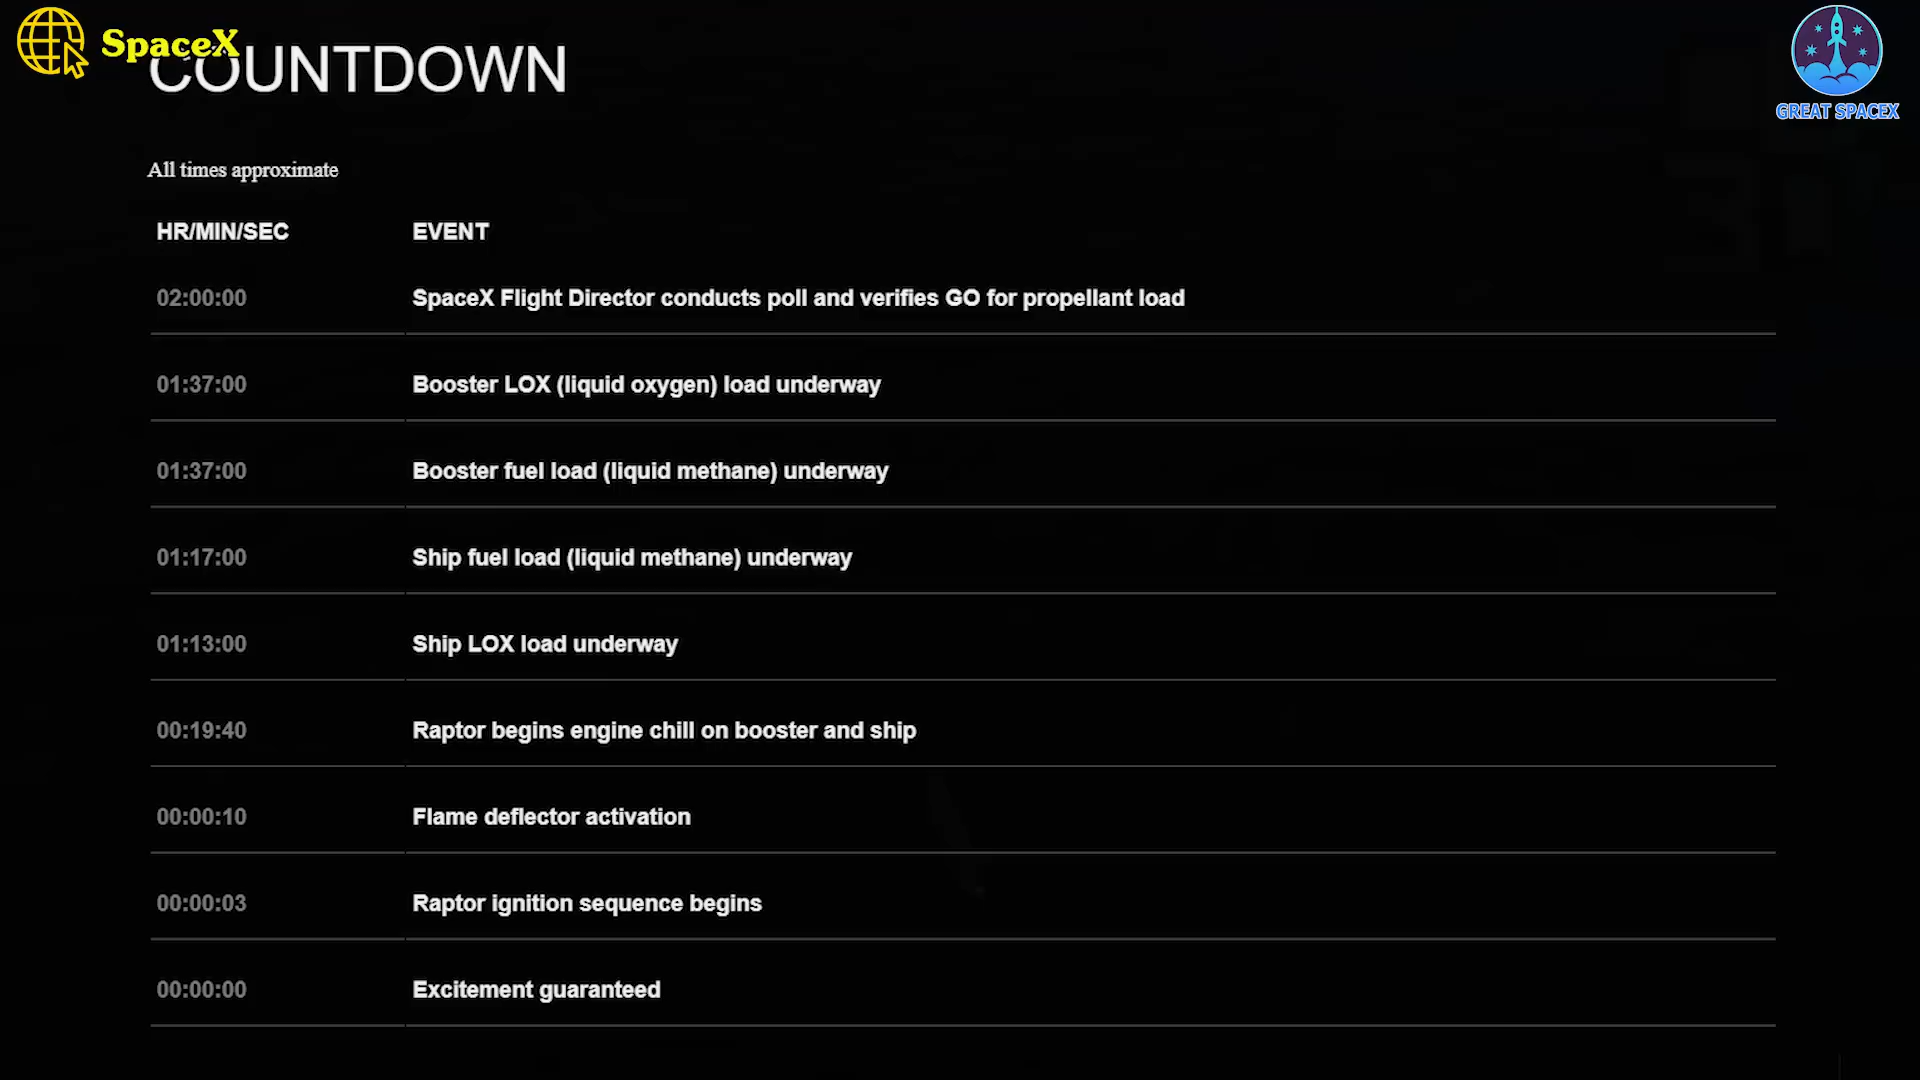 SpaceX
COUNTDOWN
GREAT SPACEX
All times approximate
HR/MIN/SEC EVENT
02:00:00 SpaceX Flight Director conducts poll and verifies GO for propellant load
01:37:00 Booster LOX (liquid oxygen) load underway
01:37:00 Booster fuel load (liquid methane) underway
01:17:00 Ship fuel load (liquid methane) underway
01:13:00 Ship LOX load underway
00:19:40 Raptor begins engine chill on booster and ship
00:00:10 Flame deflector activation
00:00:03 Raptor ignition sequence begins
00:00:00 Excitement guaranteed